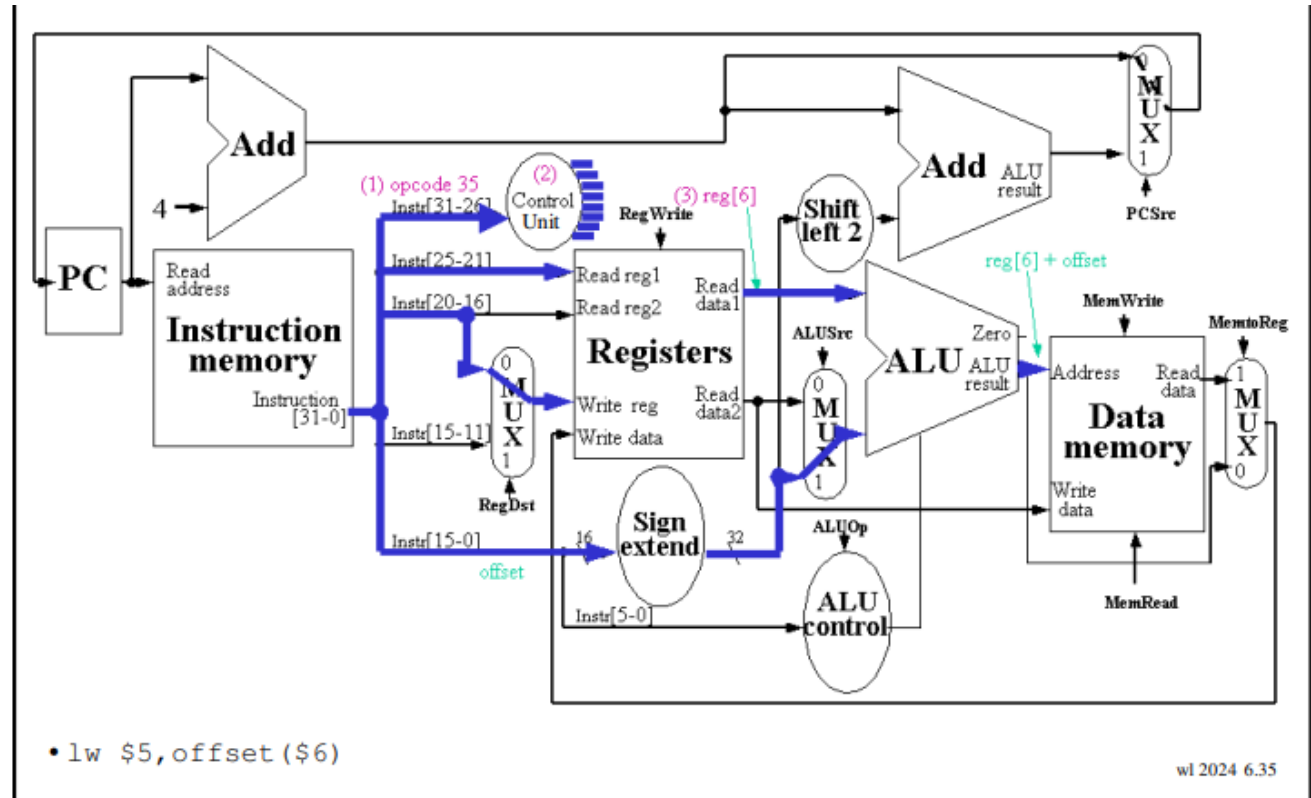 0
MUX
1
PCSrc
Add
4
Add
ALU
result
(1) opcode 35
(2)
Control
Unit
Instr[31-26]
(3) reg[6]
RegWrite
Shift
left 2
PC
Read
address
Instruction
memory
Instruction
[31-0]
Instr[25-21]
Instr[20-16]
Instr[15-11]
Instr[15-0]
0
MUX
1
RegDst
Read reg1
Read reg2
Registers
Write reg
Write data
Read
data1
Read
data2
ALUSrc
0
MUX
1
ALU
Zero
ALU
result
reg[6] + offset
MemWrite
MemtoReg
Address
Read
data
Data
memory
Write
data
1
MUX
0
MemRead
offset
16
Sign
extend
32
ALUOp
Instr[5-0]
ALU
control
• lw $5,offset($6)
wl 2024 6.35